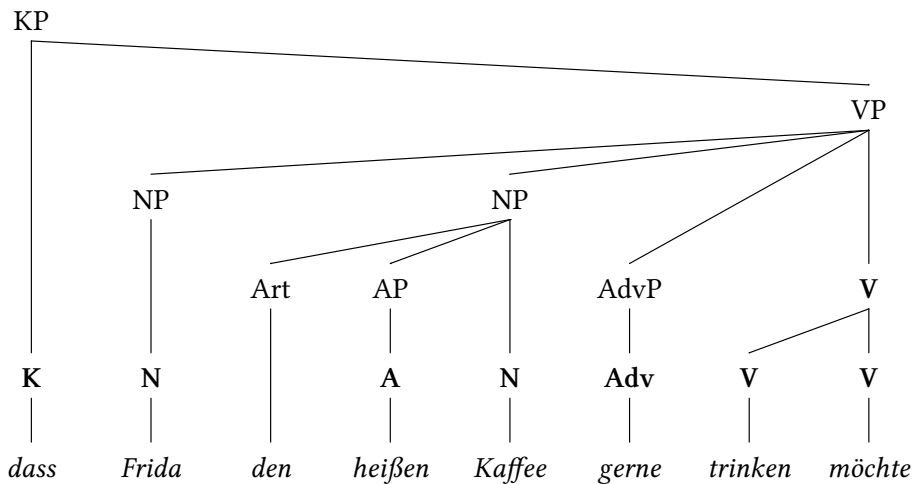 KP
VP
NP NP
Art AP AdvP V
K N A N Adv V V
dass Frida den heißen Kaffee gerne trinken möchte